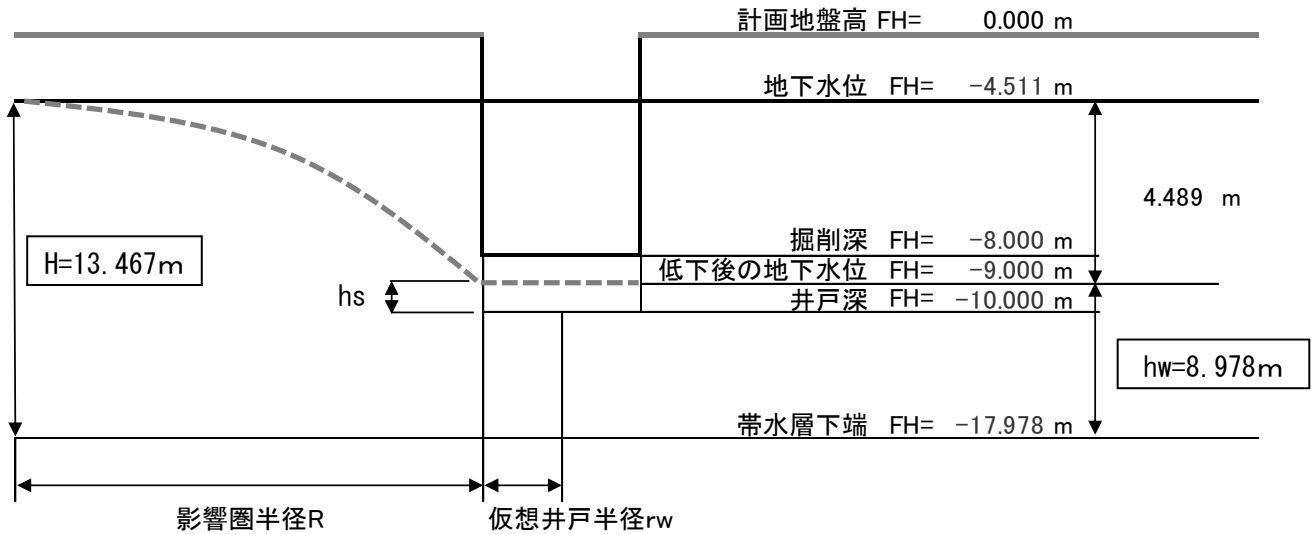 計画地盤高 FH= 0.000 m
地下水位 FH= -4.511 m
4.489 m
掘削深 FH= -8.000 m
H=13.467m
低下後の地下水位 FH= -9.000 m
hs
井戸深 FH= -10.000 m
hw=8.978m
帯水層下端 FH= -17.978 m
影響圏半径R
仮想井戸半径rw